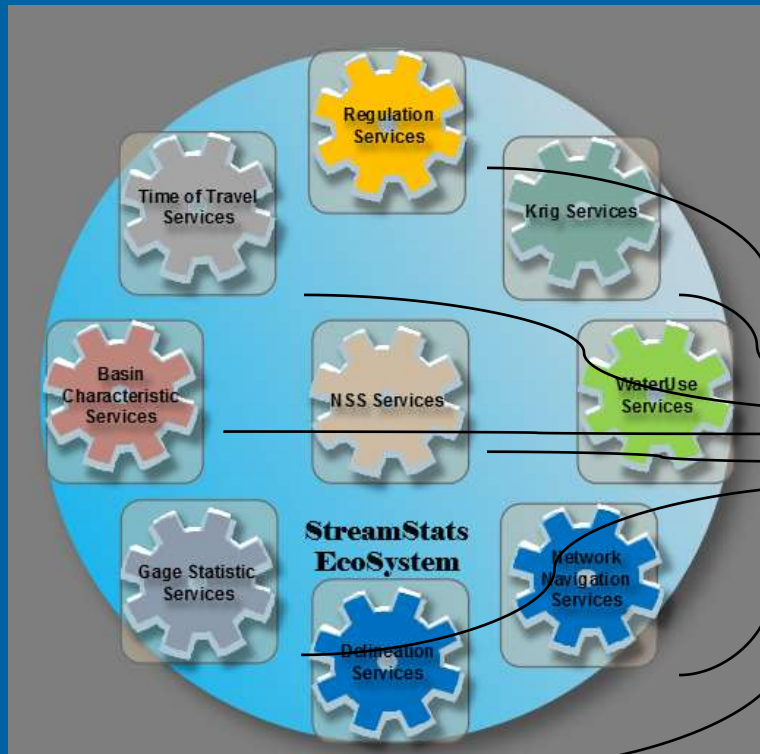 Regulation
Services
Time of Travel
Services
Krig Services
Basin
Characteristic
Services
NSS Services
WaterUse
Services
StreamStats
EcoSystem
Gage Statistic
Services
Network
Navigation
Services
Delineation
Services